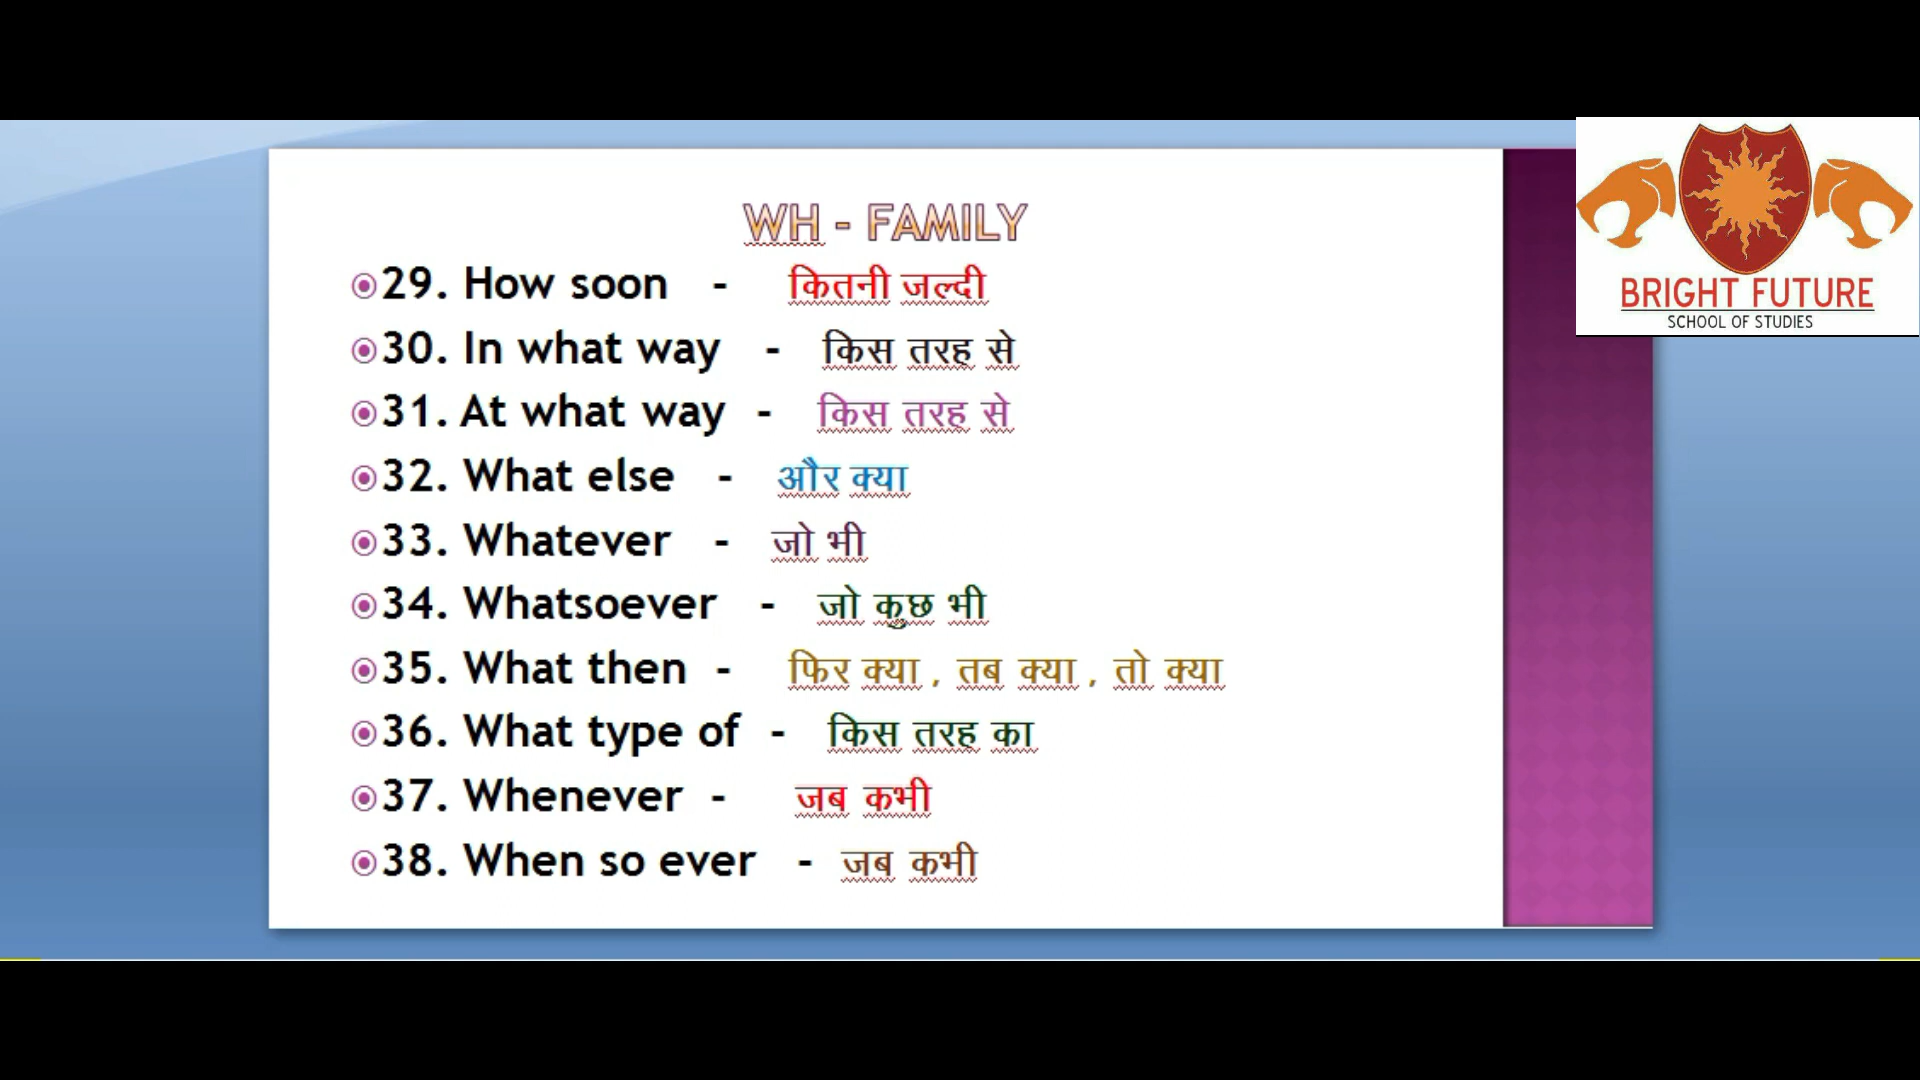 WH - FAMILY
29. How soon - कितनी जल्दी
30. In what way - किस तरह से
31. At what way - किस तरह से
32. What else - और क्या
33. Whatever - जो भी
34. Whatsoever - जो कुछ भी
35. What then - फिर क्या , तब क्या , तो क्या
36. What type of - किस तरह का
37. Whenever - जब कभी
38. When so ever - जब कभी
BRIGHT FUTURE
SCHOOL OF STUDIES